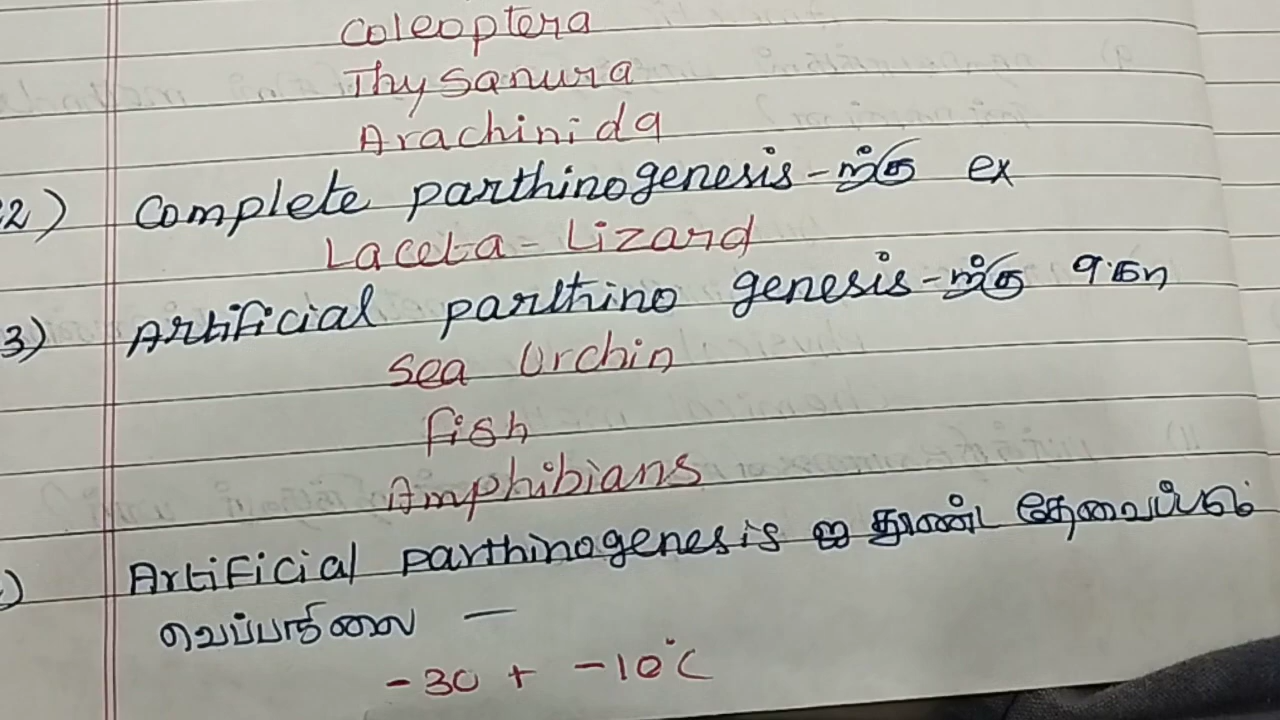 Coleoptera
Thysanura
Arachinida
2) Complete parthinogenesis-ற்கு ex
Laceta - Lizard
3) Artificial parthino genesis-ற்கு எ.கா
Sea Urchin
fish
Amphibians
) Artificial parthinogenesis ஐ தூண்ட தேவைப்படும்
வெப்பநிலை —
-30 + -10°C